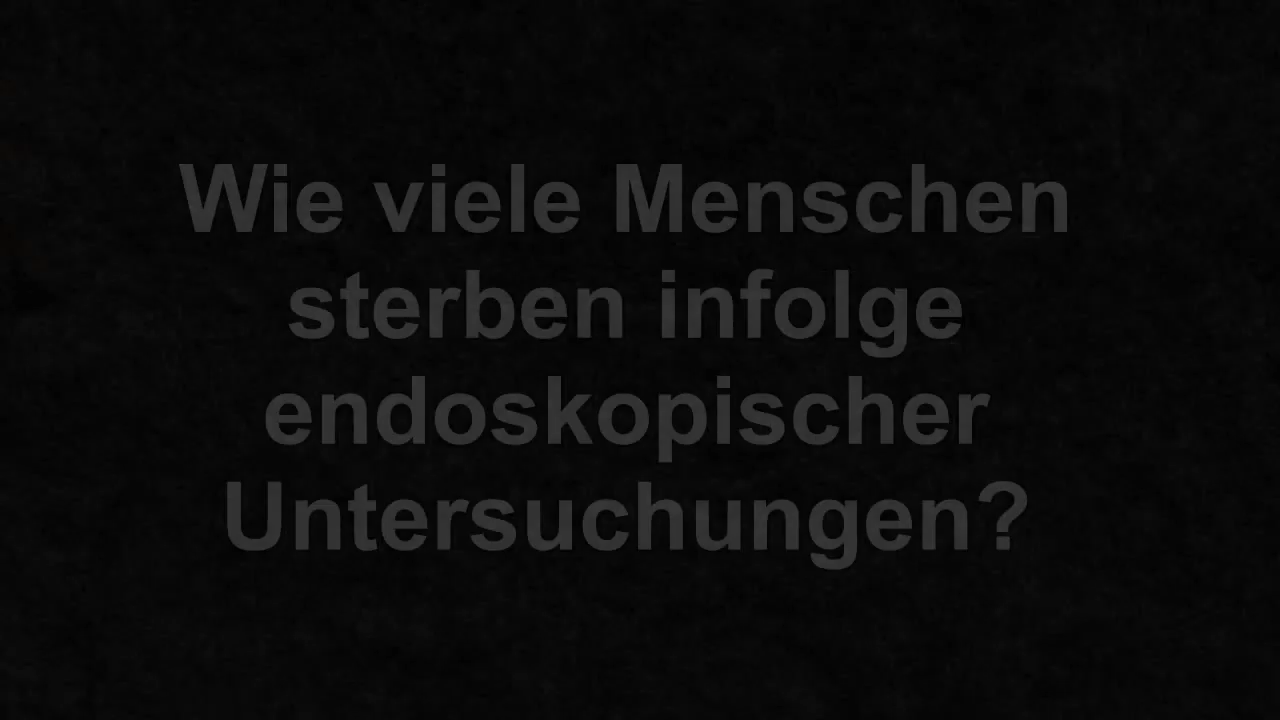 Wie viele Menschen
sterben infolge
endoskopischer
Untersuchungen?